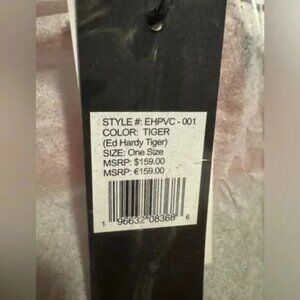 STYLE #: EHPVC - 001
COLOR: TIGER
(Ed Hardy Tiger)
SIZE: One Size
MSRP: $159.00
MSRP: €159.00
1 96632 08368 6